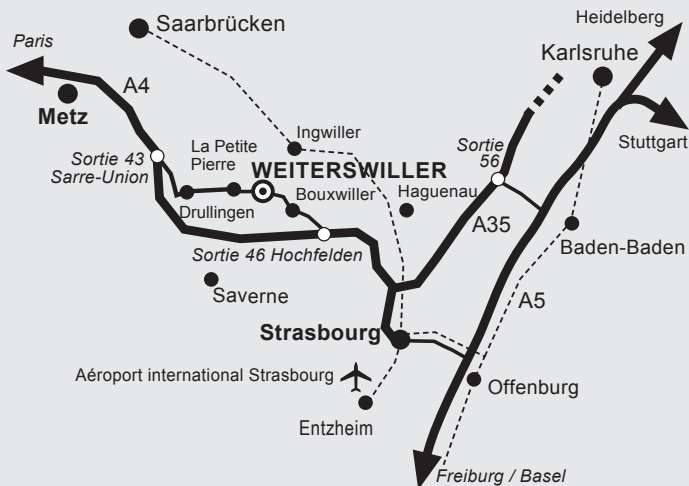 Heidelberg
Saarbrücken
Paris
Karlsruhe
A4
Metz
Stuttgart
Ingwiller
La Petite
Pierre
Sortie
56
Sortie 43
Sarre-Union
WEITERSWILLER
Bouxwiller
Haguenau
Drullingen
A35
Baden-Baden
Sortie 46 Hochfelden
Saverne
A5
Strasbourg
Aéroport international Strasbourg
Offenburg
Entzheim
Freiburg / Basel